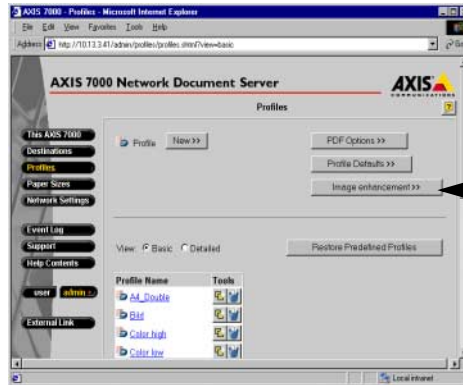 AXIS 7000 - Profiles - Microsoft Internet Explorer
File Edit View Favorites Tools Help
Address http://10.13.3.41/admin/profiles/profiles.shtml?view=basic Go
AXIS 7000 Network Document Server
AXIS
COMMUNICATIONS
Profiles
?
This AXIS 7000
Destinations
Profiles
Paper Sizes
Network Settings
Event Log
Support
Help Contents
user admin
External Link
Profile New >>
PDF Options >>
Profile Defaults >>
Image enhancement >>
View: Basic Detailed
Restore Predefined Profiles
Profile Name Tools
A4_Double
Bild
Color high
Color low
Local intranet